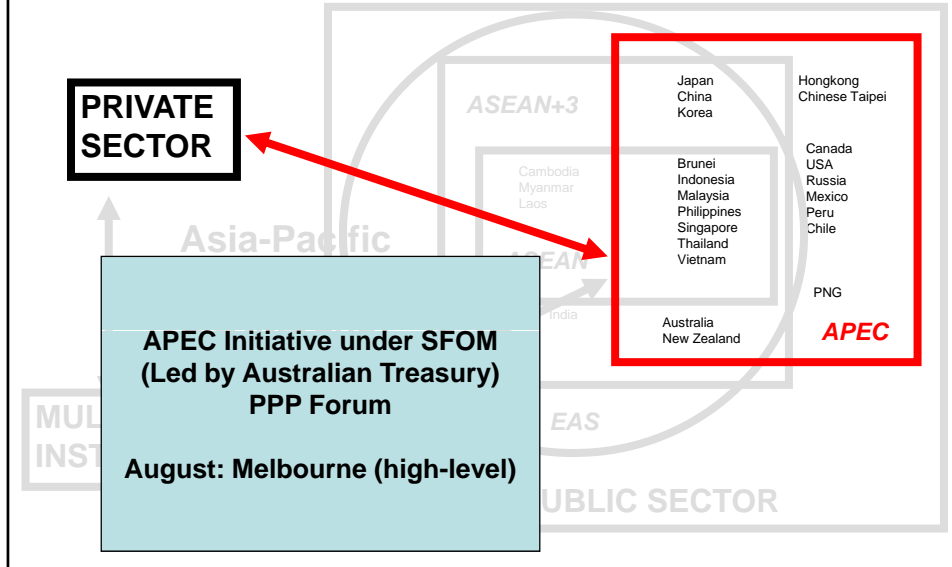 PRIVATE
SECTOR
ASEAN+3
Japan
China
Korea
Hongkong
Chinese Taipei
Cambodia
Myanmar
Laos
Brunei
Indonesia
Malaysia
Philippines
Singapore
Thailand
Vietnam
Canada
USA
Russia
Mexico
Peru
Chile
Asia-Pacific
ASEAN
India
PNG
Australia
New Zealand
APEC
APEC Initiative under SFOM
(Led by Australian Treasury)
PPP Forum
August: Melbourne (high-level)
MUL
INST
EAS
UBLIC SECTOR